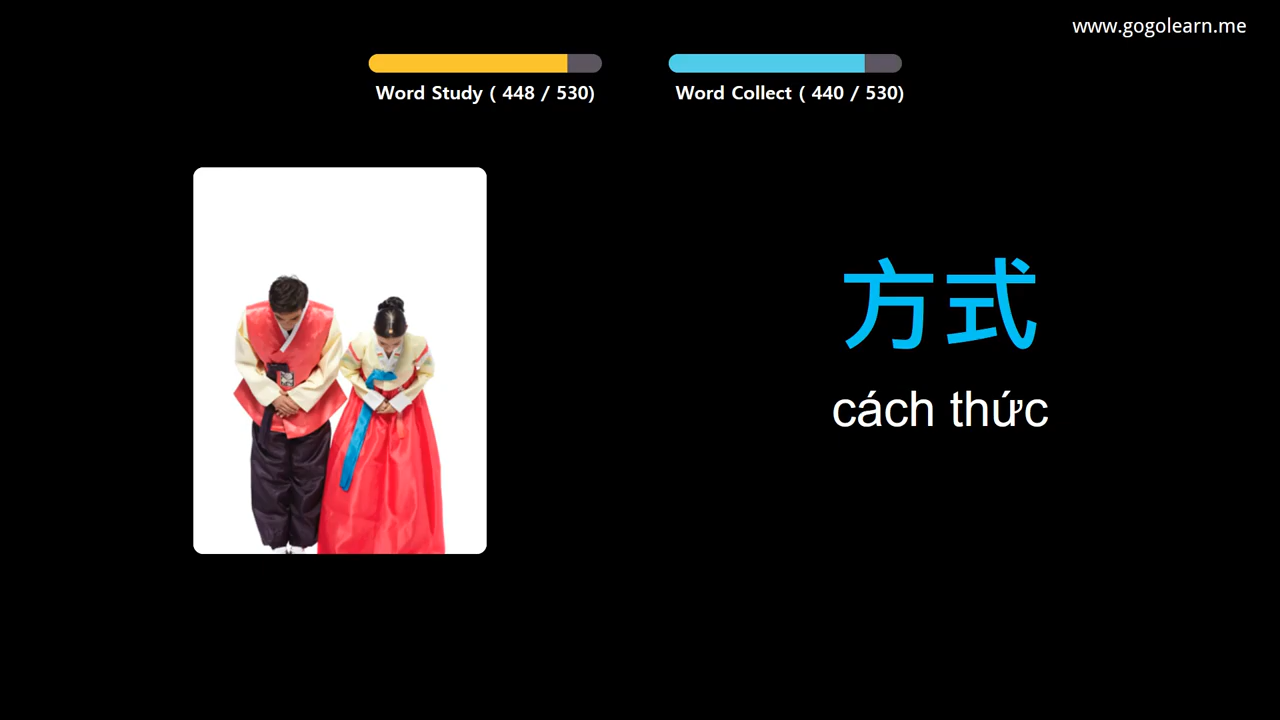 www.gogolearn.me
Word Study ( 448 / 530)
Word Collect ( 440 / 530)
方式
cách thức